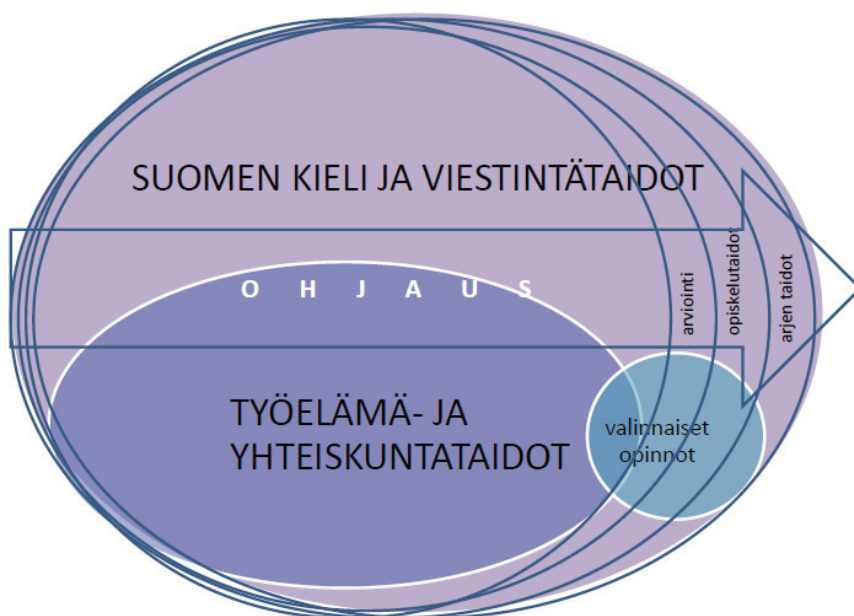 SUOMEN KIELI JA VIESTINTÄTAIDOT
O H J A U S
arviointi
opiskelutaidot
arjen taidot
TYÖELÄMÄ- JA
YHTEISKUNTATAIDOT
valinnaiset
opinnot